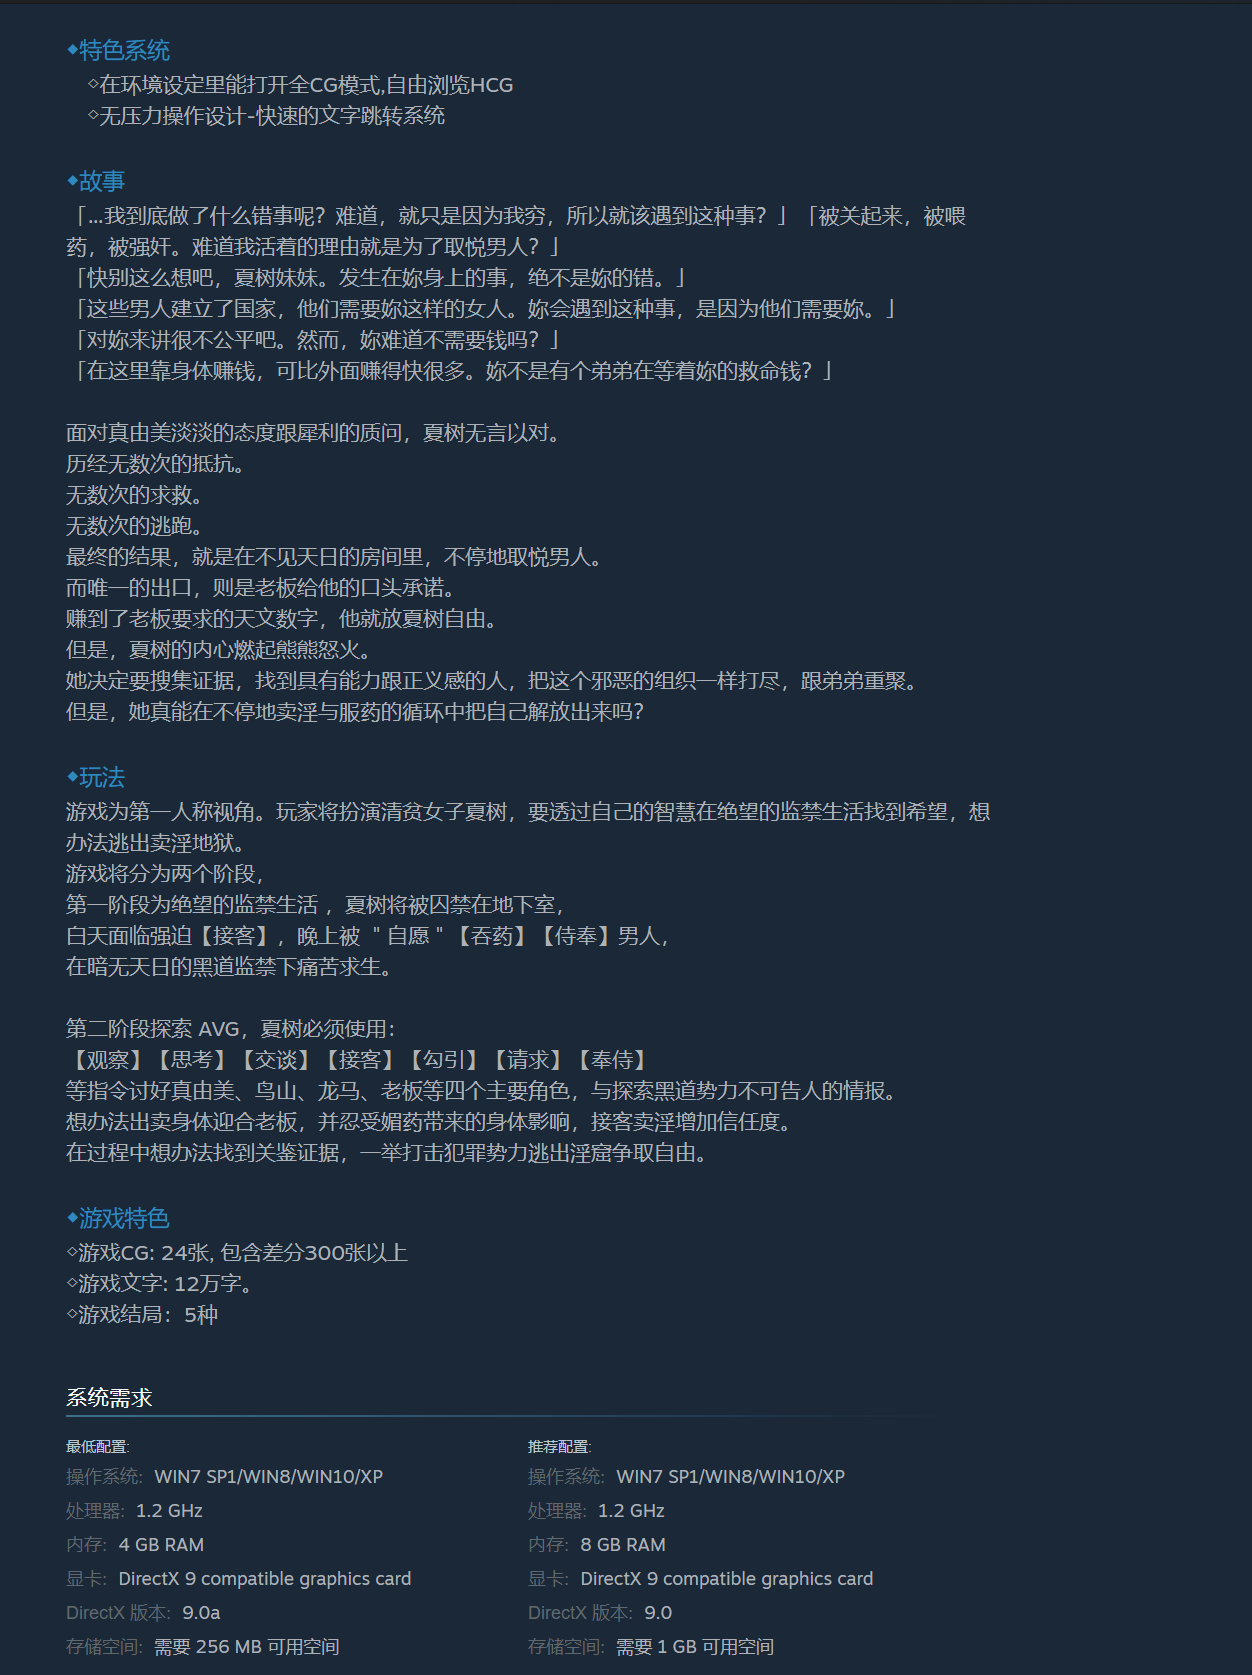 ◆特色系统
◇在环境设定里能打开全CG模式,自由浏览HCG
◇无压力操作设计-快速的文字跳转系统
◆故事
「...我到底做了什么错事呢？难道，就只是因为我穷，所以就该遇到这种事？」「被关起来，被喂
药，被强奸。难道我活着的理由就是为了取悦男人？」
「快别这么想吧，夏树妹妹。发生在妳身上的事，绝不是妳的错。」
「这些男人建立了国家，他们需要妳这样的女人。妳会遇到这种事，是因为他们需要妳。」
「对妳来讲很不公平吧。然而，妳难道不需要钱吗？」
「在这里靠身体赚钱，可比外面赚得快很多。妳不是有个弟弟在等着妳的救命钱？」
面对真由美淡淡的态度跟犀利的质问，夏树无言以对。
历经无数次的抵抗。
无数次的求救。
无数次的逃跑。
最终的结果，就是在不见天日的房间里，不停地取悦男人。
而唯一的出口，则是老板给他的口头承诺。
赚到了老板要求的天文数字，他就放夏树自由。
但是，夏树的内心燃起熊熊怒火。
她决定要搜集证据，找到具有能力跟正义感的人，把这个邪恶的组织一样打尽，跟弟弟重聚。
但是，她真能在不停地卖淫与服药的循环中把自己解放出来吗？
◆玩法
游戏为第一人称视角。玩家将扮演清贫女子夏树，要透过自己的智慧在绝望的监禁生活找到希望，想
办法逃出卖淫地狱。
游戏将分为两个阶段，
第一阶段为绝望的监禁生活 ，夏树将被囚禁在地下室，
白天面临强迫【接客】，晚上被 ＂自愿＂【吞药】【侍奉】男人，
在暗无天日的黑道监禁下痛苦求生。
第二阶段探索 AVG，夏树必须使用：
【观察】【思考】【交谈】【接客】【勾引】【请求】【奉侍】
等指令讨好真由美、鸟山、龙马、老板等四个主要角色，与探索黑道势力不可告人的情报。
想办法出卖身体迎合老板，并忍受媚药带来的身体影响，接客卖淫增加信任度。
在过程中想办法找到关鉴证据，一举打击犯罪势力逃出淫窟争取自由。
◆游戏特色
◇游戏CG: 24张, 包含差分300张以上
◇游戏文字: 12万字。
◇游戏结局：5种
系统需求
最低配置:
操作系统: WIN7 SP1/WIN8/WIN10/XP
处理器: 1.2 GHz
内存: 4 GB RAM
显卡: DirectX 9 compatible graphics card
DirectX 版本: 9.0a
存储空间: 需要 256 MB 可用空间
推荐配置:
操作系统: WIN7 SP1/WIN8/WIN10/XP
处理器: 1.2 GHz
内存: 8 GB RAM
显卡: DirectX 9 compatible graphics card
DirectX 版本: 9.0
存储空间: 需要 1 GB 可用空间